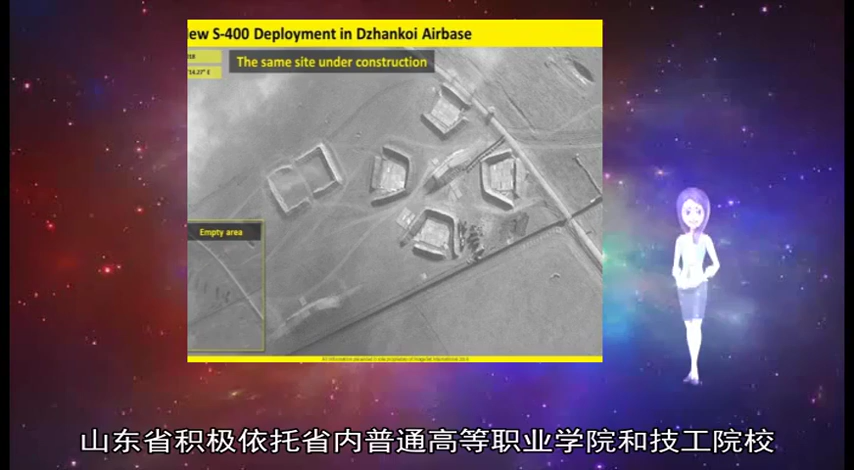 ew S-400 Deployment in Dzhankoi Airbase
The same site under construction
Empty area
山东省积极依托省内普通高等职业学院和技工院校